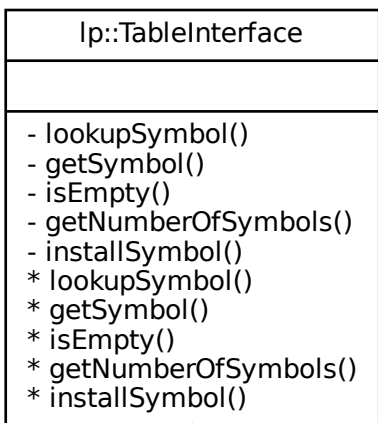 lp::TableInterface
- lookupSymbol()
- getSymbol()
- isEmpty()
- getNumberOfSymbols()
- installSymbol()
* lookupSymbol()
* getSymbol()
* isEmpty()
* getNumberOfSymbols()
* installSymbol()